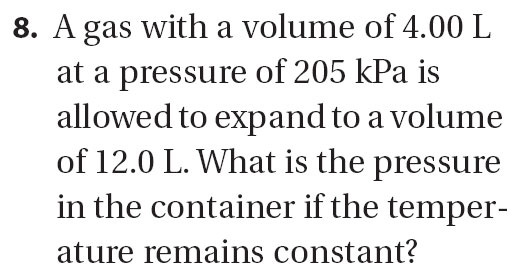 8. A gas with a volume of 4.00 L
at a pressure of 205 kPa is
allowed to expand to a volume
of 12.0 L. What is the pressure
in the container if the temper-
ature remains constant?